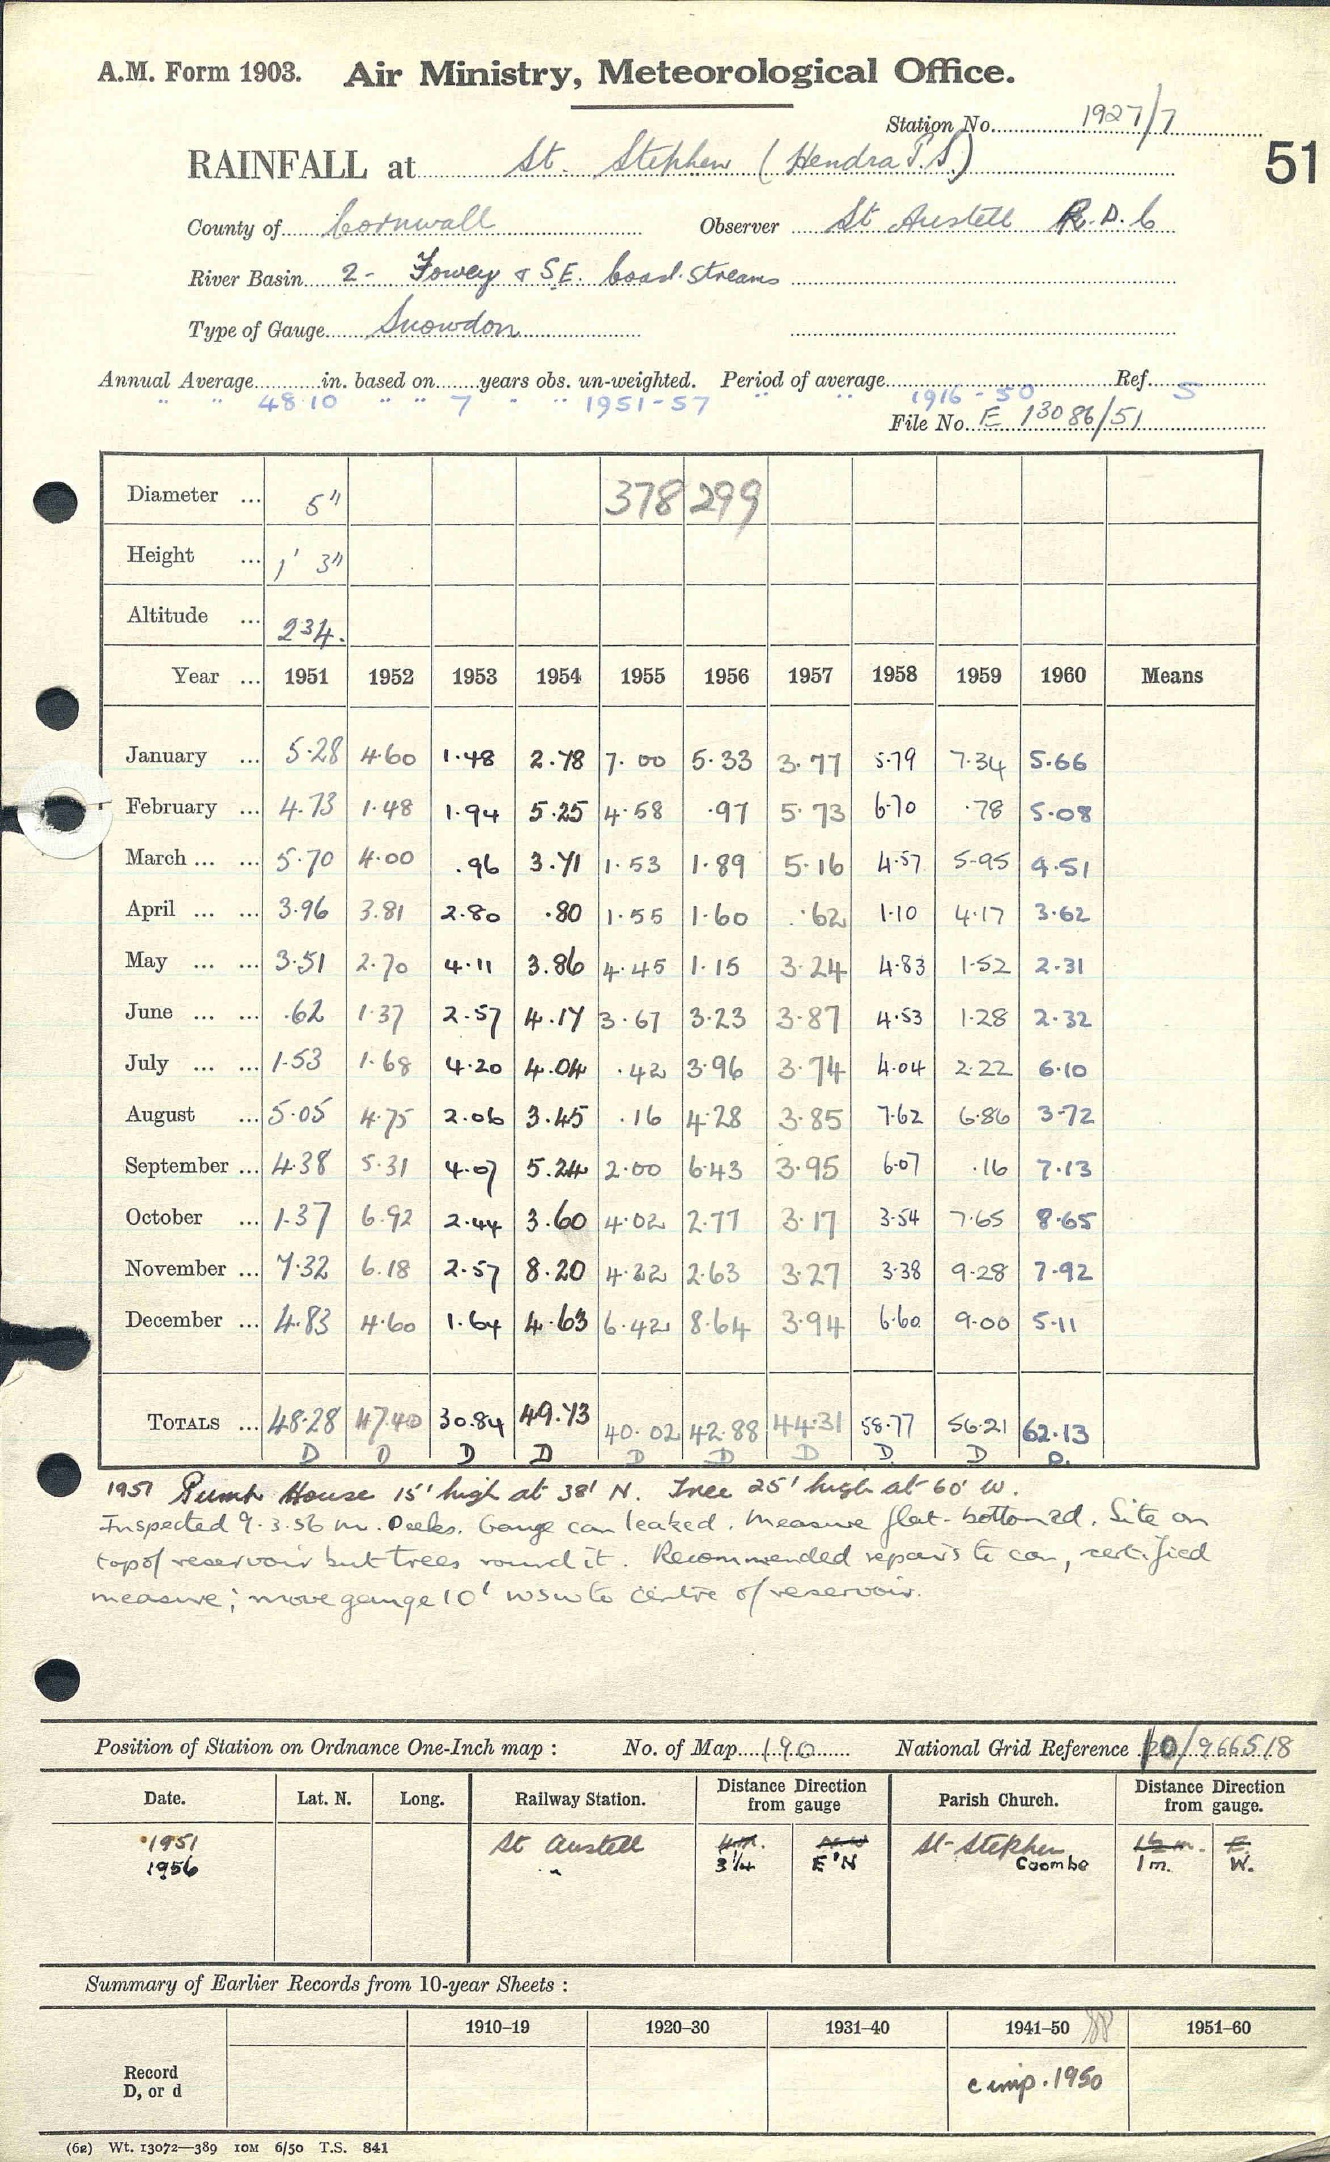 A.M. Form 1903. Air Ministry, Meteorological Office.
Station No. 1927/7
RAINFALL at St. Stephen (Hendra P.S.)
51
County of Cornwall Observer St Austell R.D.C
River Basin 2 - Fowey & S.E. Coast. Streams
Type of Gauge Snowdon
Annual Average in. based on years obs. un-weighted. Period of average Ref.
" " 48.10 " " 7 " " 1951-57 " " 1916-50 S
File No. E 13086/51
Diameter ... 5" 378 299
Height ... 1' 3"
Altitude ... 234.
Year ... 1951 1952 1953 1954 1955 1956 1957 1958 1959 1960 Means
January ... 5.28 4.60 1.48 2.78 7.00 5.33 3.77 5.79 7.34 5.66
February ... 4.73 1.48 1.94 5.25 4.58 .97 5.73 6.70 .78 5.08
March ... ... 5.70 4.00 .96 3.71 1.53 1.89 5.16 4.57 5.95 4.51
April ... ... 3.96 3.81 2.80 .80 1.55 1.60 .62 1.10 4.17 3.62
May ... ... 3.51 2.70 4.11 3.86 4.45 1.15 3.24 4.83 1.52 2.31
June ... ... .62 1.37 2.57 4.17 3.67 3.23 3.87 4.53 1.28 2.32
July ... ... 1.53 1.68 4.20 4.04 .42 3.96 3.74 4.04 2.22 6.10
August ... 5.05 4.75 2.06 3.45 .16 4.28 3.85 7.62 6.86 3.72
September ... 4.38 5.31 4.07 5.24 2.00 6.43 3.95 6.07 .16 7.13
October ... 1.37 6.92 2.44 3.60 4.02 2.77 3.17 3.54 7.65 8.65
November ... 7.32 6.18 2.57 8.20 4.22 2.63 3.27 3.38 9.28 7.92
December ... 4.83 4.60 1.64 4.63 6.42 8.64 3.94 6.60 9.00 5.11
TOTALS ... 48.28 47.40 30.84 49.73 40.02 42.88 44.31 58.77 56.21 62.13
D D D D D D D D. D D.
1951 Pump House 15' high at 38' N. Tree 25' high at 60' W.
Inspected 9.3.56 M. Peeks. Gauge can leaked. Measure flat-bottomed. Site on
top of reservoir but trees round it. Recommended repairs to can, certified
measure; move gauge 10' WSW to centre of reservoir.
Position of Station on Ordnance One-Inch map : No. of Map 190 National Grid Reference 10/966518
Date. Lat. N. Long. Railway Station. Distance Direction from gauge Parish Church. Distance Direction from gauge.
1951 St Austell 4m. N.W St-Stephen 1½ m. E.
1956 " 3¼ E'N Coombe 1m. W.
Summary of Earlier Records from 10-year Sheets :
1910–19 1920–30 1931–40 1941–50 1951–60
Record
D, or d
c imp. 1950
(62) Wt. 13072—389 10M 6/50 T.S. 841